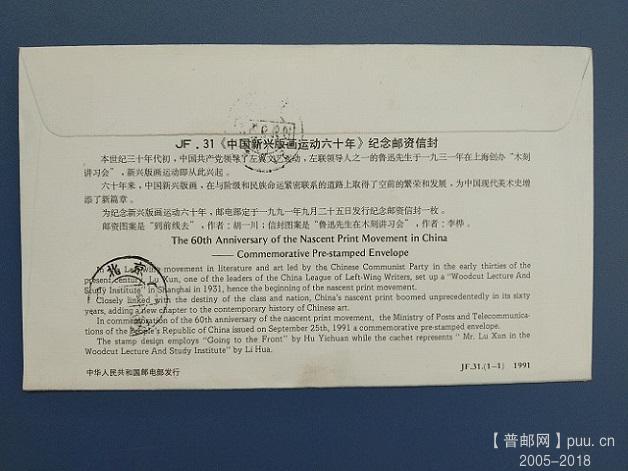 JF.31《中国新兴版画运动六十年》纪念邮资信封
本世纪三十年代初，中国共产党领导了左翼文艺运动，左联领导人之一的鲁迅先生于一九三一年在上海创办“木刻
讲习会”，新兴版画运动即从此兴起。
六十年来，中国新兴版画，在与阶级和民族命运紧密联系的道路上取得了空前的繁荣和发展，为中国现代美术史增
添了新篇章。
为纪念新兴版画运动六十年，邮电部定于一九九一年九月二十五日发行纪念邮资信封一枚。
邮资图案是“到前线去”，作者：胡一川；信封图案是“鲁迅先生在木刻讲习会”，作者：李桦。
The 60th Anniversary of the Nascent Print Movement in China
—— Commemorative Pre-stamped Envelope
In the Left-wing movement in literature and art led by the Chinese Communist Party in the early thirties of the
present century, Lu Xun, one of the leaders of the China League of Left-Wing Writers, set up a "Woodcut Lecture And
Study Institute" in Shanghai in 1931, hence the beginning of the nascent print movement.
Closely linked with the destiny of the class and nation, China's nascent print boomed unprecedentedly in its sixty
years, adding a new chapter to the contemporary history of Chinese art.
In commemoration of the 60th anniversary of the nascent print movement, the Ministry of Posts and Telecommunica-
tions of the People's Republic of China issued on September 25th, 1991 a commemorative pre-stamped envelope.
The stamp design employs "Going to the Front" by Hu Yichuan while the cachet represents " Mr. Lu Xun in the
Woodcut Lecture And Study Institute" by Li Hua.
北京
中华人民共和国邮电部发行
JF.31.(1-1) 1991
【普邮网】puu.cn
2005-2018